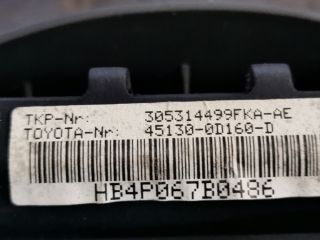 TKP-Nr: 305314499FKA-AE
TOYOTA-Nr: 45130-0D160-D
HB4P067B0486